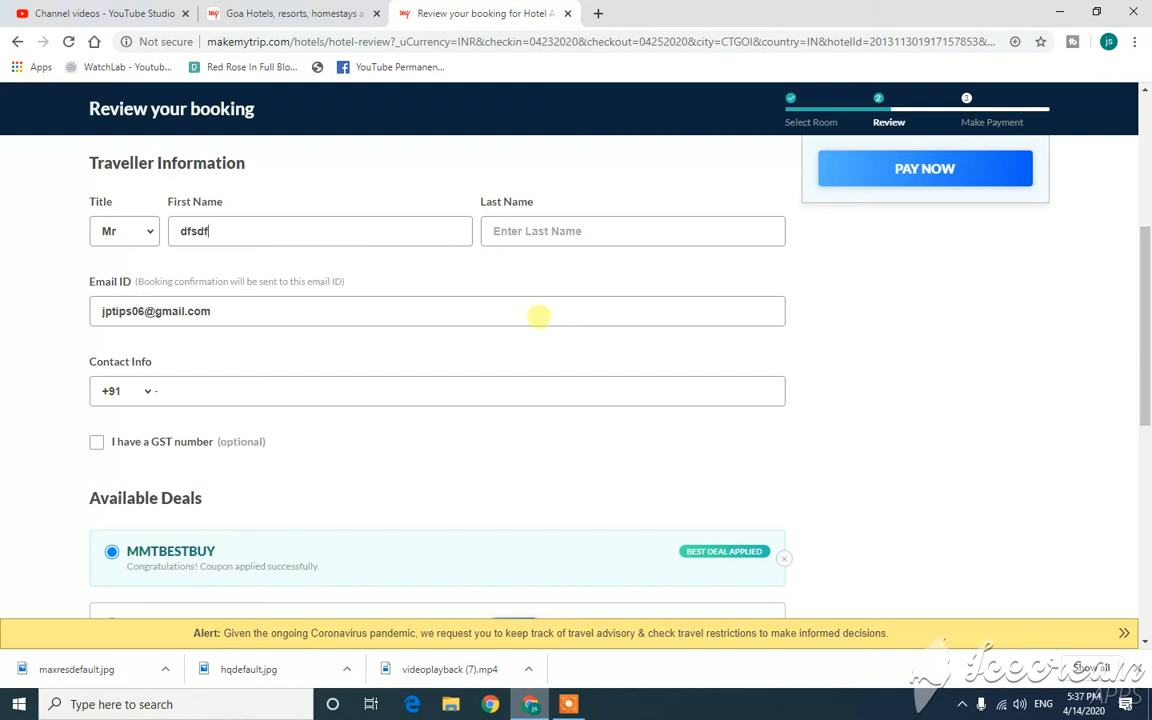 Channel videos - YouTube Studio
Goa Hotels, resorts, homestays a
Review your booking for Hotel A
Not secure
makemytrip.com/hotels/hotel-review?_uCurrency=INR&checkin=04232020&checkout=04252020&city=CTGOI&country=IN&hotelId=201311301917157853&...
js
Apps
WatchLab - Youtub...
Red Rose In Full Blo...
YouTube Permanen...
Review your booking
2
3
Select Room
Review
Make Payment
Traveller Information
PAY NOW
Title
First Name
Last Name
Mr
dfsdf
Enter Last Name
Email ID (Booking confirmation will be sent to this email ID)
jptips06@gmail.com
Contact Info
+91 -
I have a GST number (optional)
Available Deals
MMTBESTBUY
BEST DEAL APPLIED
Congratulations! Coupon applied successfully.
Alert: Given the ongoing Coronavirus pandemic, we request you to keep track of travel advisory & check travel restrictions to make informed decisions.
maxresdefault.jpg
hqdefault.jpg
videoplayback (7).mp4
Show all
Icecream
APPS
Type here to search
ENG
5:37 PM
4/14/2020